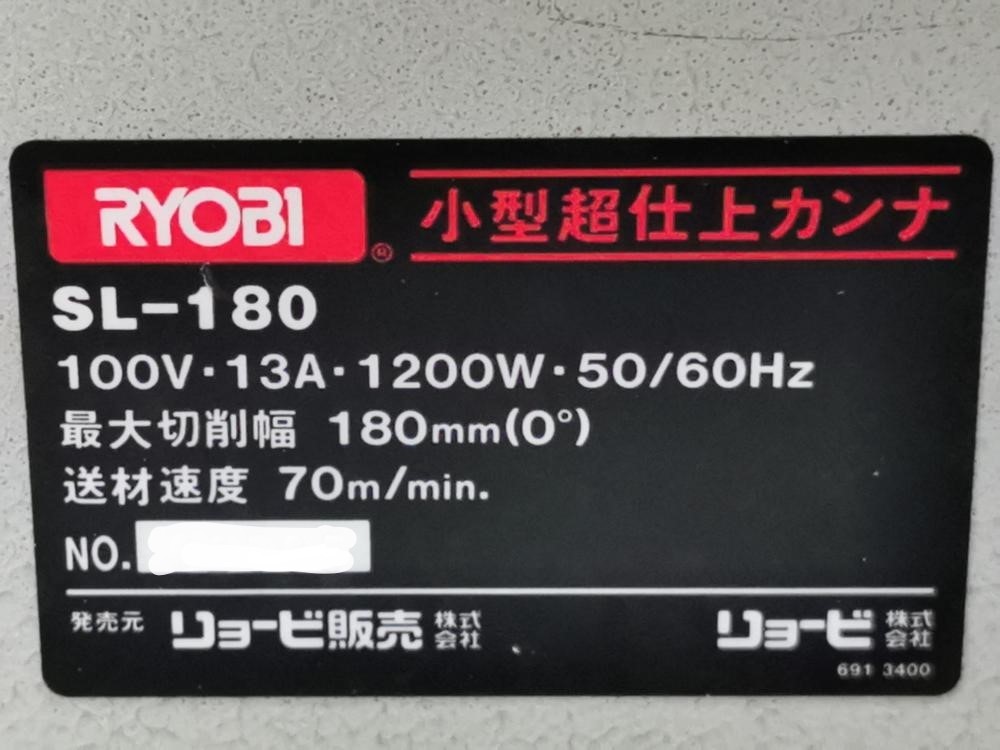 RYOBI ® 小型超仕上カンナ
SL-180
100V・13A・1200W・50/60Hz
最大切削幅 180mm(0°)
送材速度 70m/min.
NO.
発売元 リョービ販売株式会社 リョービ株式会社
691 3400